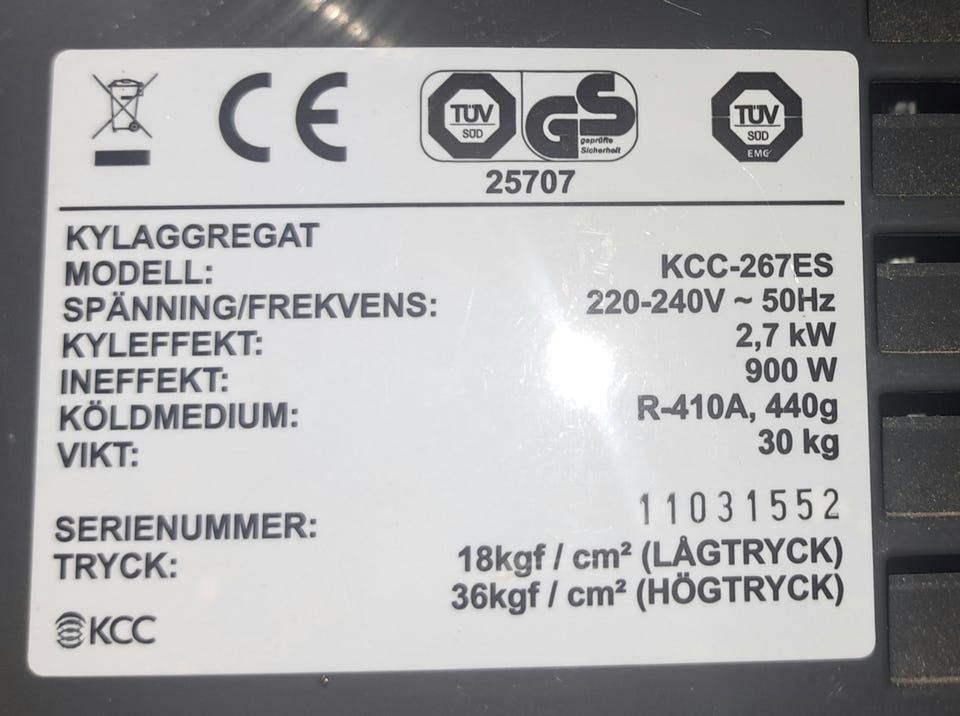 CE
TÜV
SÜD
GS
geprüfte
Sicherheit
TÜV
SÜD
EMC
25707
KYLAGGREGAT
MODELL: KCC-267ES
SPÄNNING/FREKVENS: 220-240V ~ 50Hz
KYLEFFEKT: 2,7 kW
INEFFEKT: 900 W
KÖLDMEDIUM: R-410A, 440g
VIKT: 30 kg
SERIENUMMER: 11031552
TRYCK: 18kgf / cm² (LÅGTRYCK)
36kgf / cm² (HÖGTRYCK)
KCC